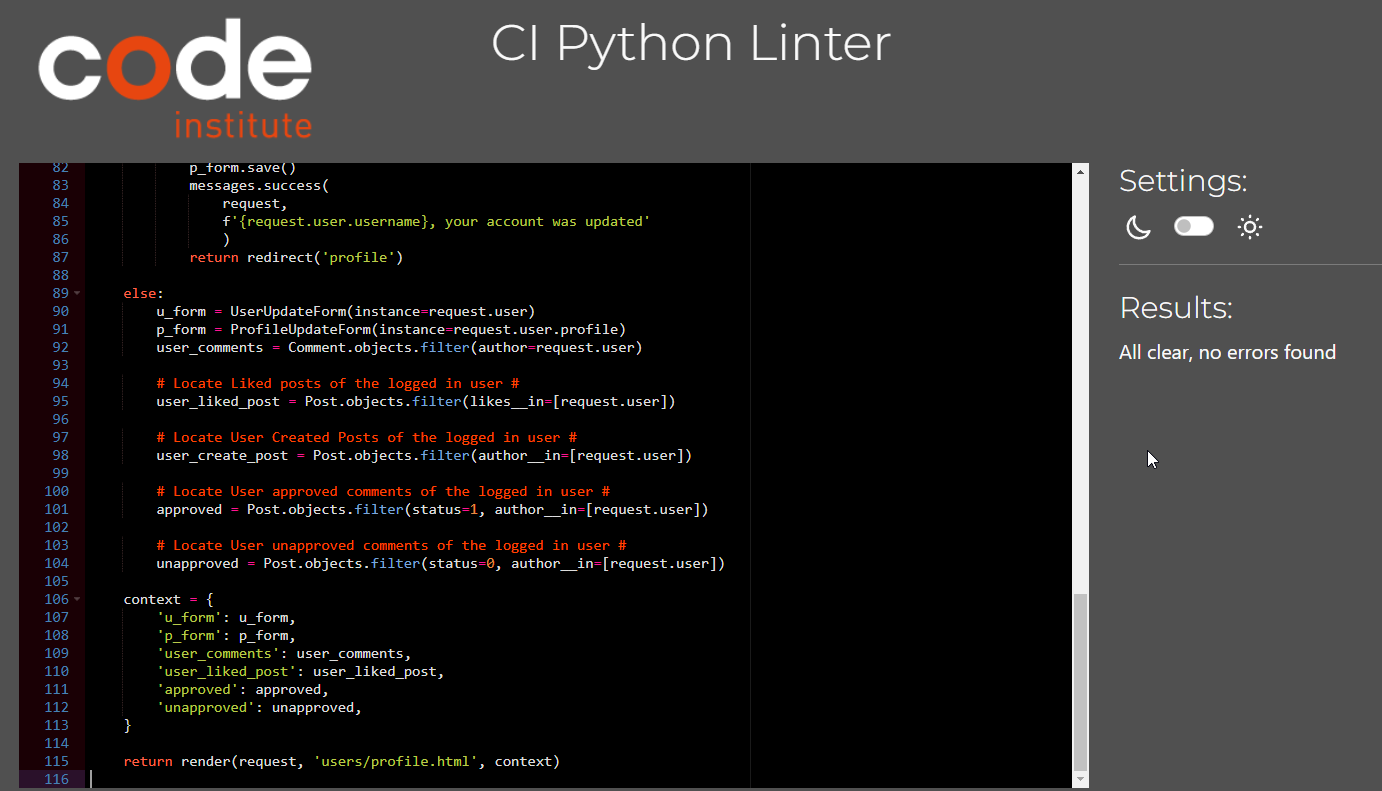 code
institute
CI Python Linter
82 p_form.save()
83 messages.success(
84 request,
85 f'{request.user.username}, your account was updated'
86 )
87 return redirect('profile')
88
89 else:
90 u_form = UserUpdateForm(instance=request.user)
91 p_form = ProfileUpdateForm(instance=request.user.profile)
92 user_comments = Comment.objects.filter(author=request.user)
93
94 # Locate Liked posts of the logged in user #
95 user_liked_post = Post.objects.filter(likes__in=[request.user])
96
97 # Locate User Created Posts of the logged in user #
98 user_create_post = Post.objects.filter(author__in=[request.user])
99
100 # Locate User approved comments of the logged in user #
101 approved = Post.objects.filter(status=1, author__in=[request.user])
102
103 # Locate User unapproved comments of the logged in user #
104 unapproved = Post.objects.filter(status=0, author__in=[request.user])
105
106 context = {
107 'u_form': u_form,
108 'p_form': p_form,
109 'user_comments': user_comments,
110 'user_liked_post': user_liked_post,
111 'approved': approved,
112 'unapproved': unapproved,
113 }
114
115 return render(request, 'users/profile.html', context)
116
Settings:
Results:
All clear, no errors found